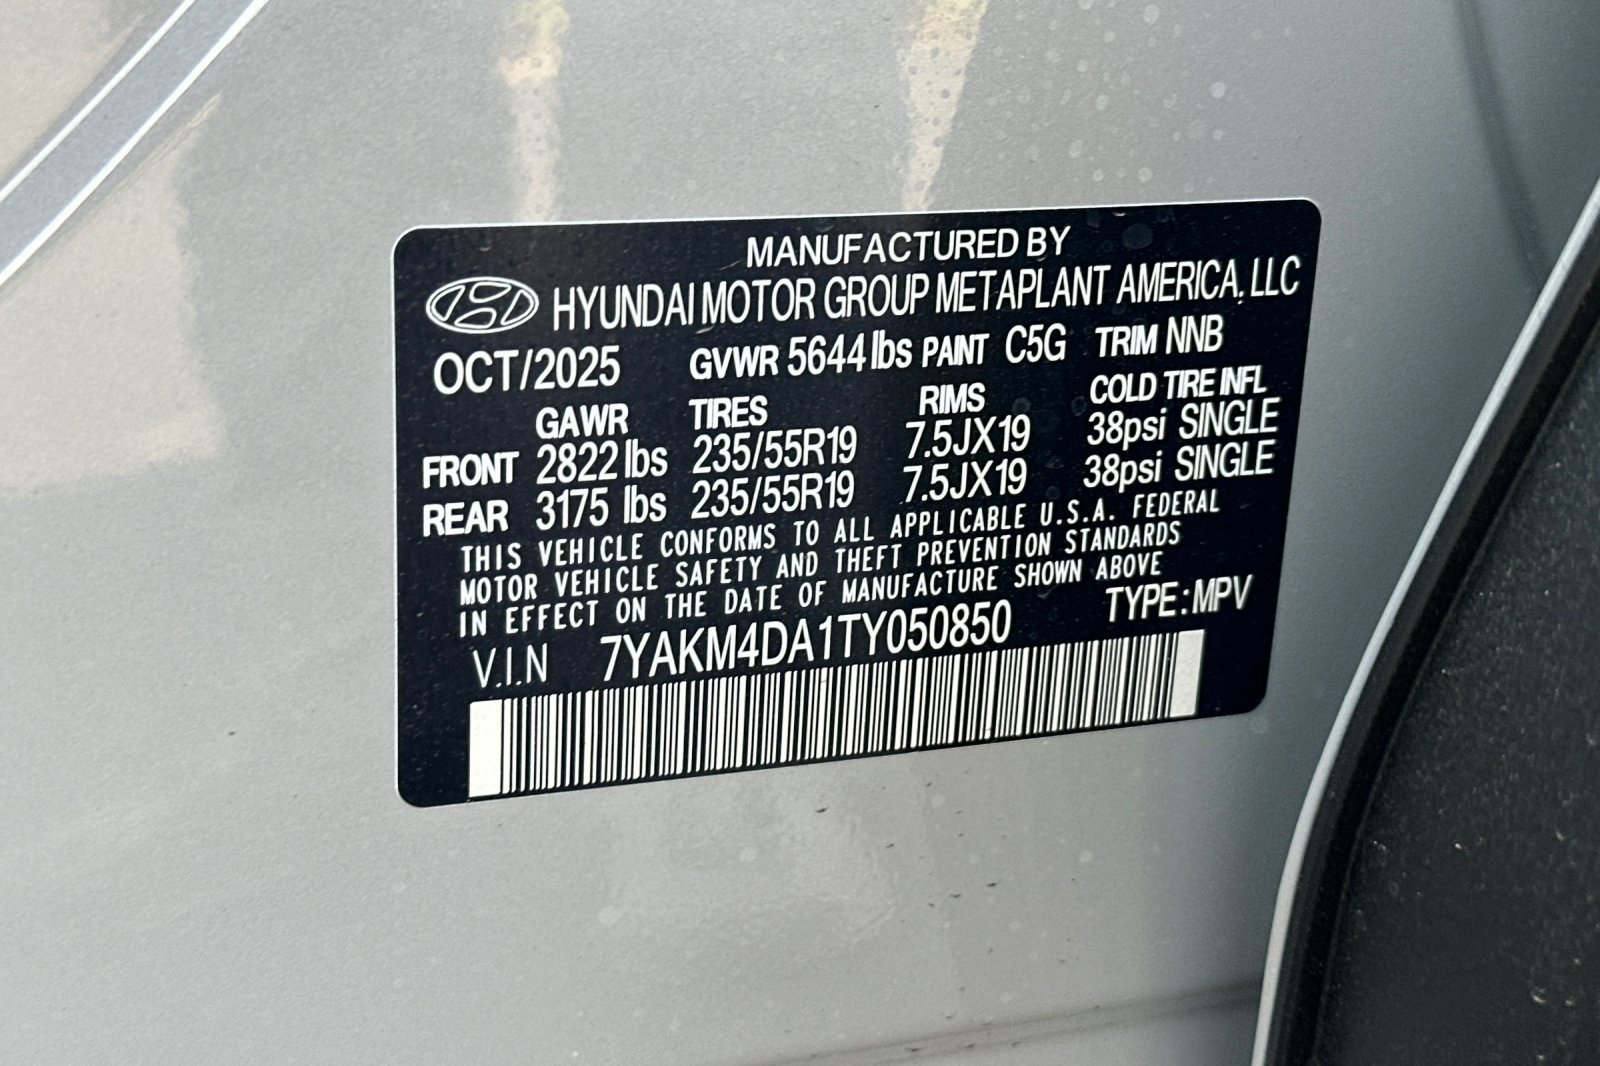 MANUFACTURED BY
HYUNDAI MOTOR GROUP METAPLANT AMERICA, LLC
OCT/2025 GVWR 5644 lbs PAINT C5G TRIM NNB
GAWR TIRES RIMS COLD TIRE INFL
FRONT 2822 lbs 235/55R19 7.5JX19 38psi SINGLE
REAR 3175 lbs 235/55R19 7.5JX19 38psi SINGLE
THIS VEHICLE CONFORMS TO ALL APPLICABLE U.S.A. FEDERAL
MOTOR VEHICLE SAFETY AND THEFT PREVENTION STANDARDS
IN EFFECT ON THE DATE OF MANUFACTURE SHOWN ABOVE
V.I.N 7YAKM4DA1TY050850 TYPE:MPV